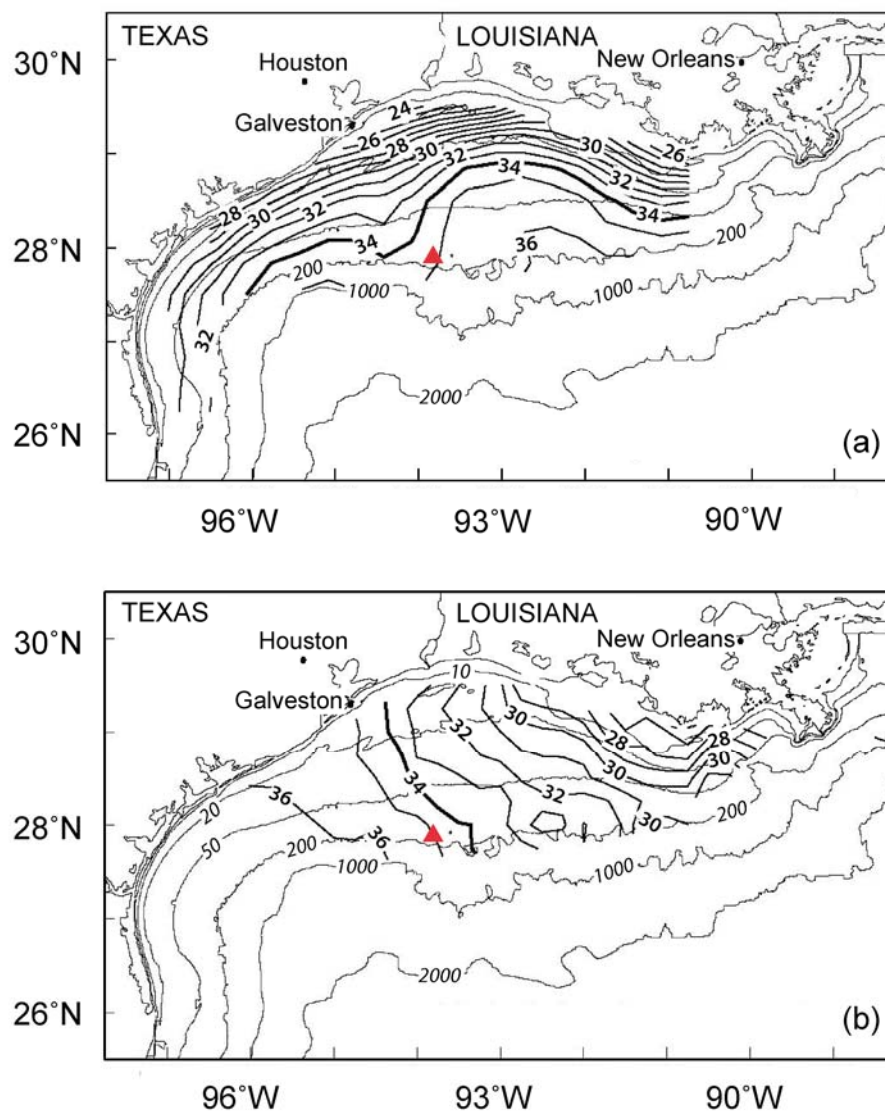 TEXAS
LOUISIANA
30˚N
Houston
New Orleans
Galveston
24
26
28
30
32
34
30
26
32
34
28
30
32
34
36
200
28˚N
200
1000
1000
32
2000
26˚N
(a)
96˚W
93˚W
90˚W
TEXAS
LOUISIANA
30˚N
Houston
New Orleans
10
Galveston
30
28
28
32
30
30
34
32
30
200
36
20
50
36
28˚N
200
1000
1000
2000
26˚N
(b)
96˚W
93˚W
90˚W